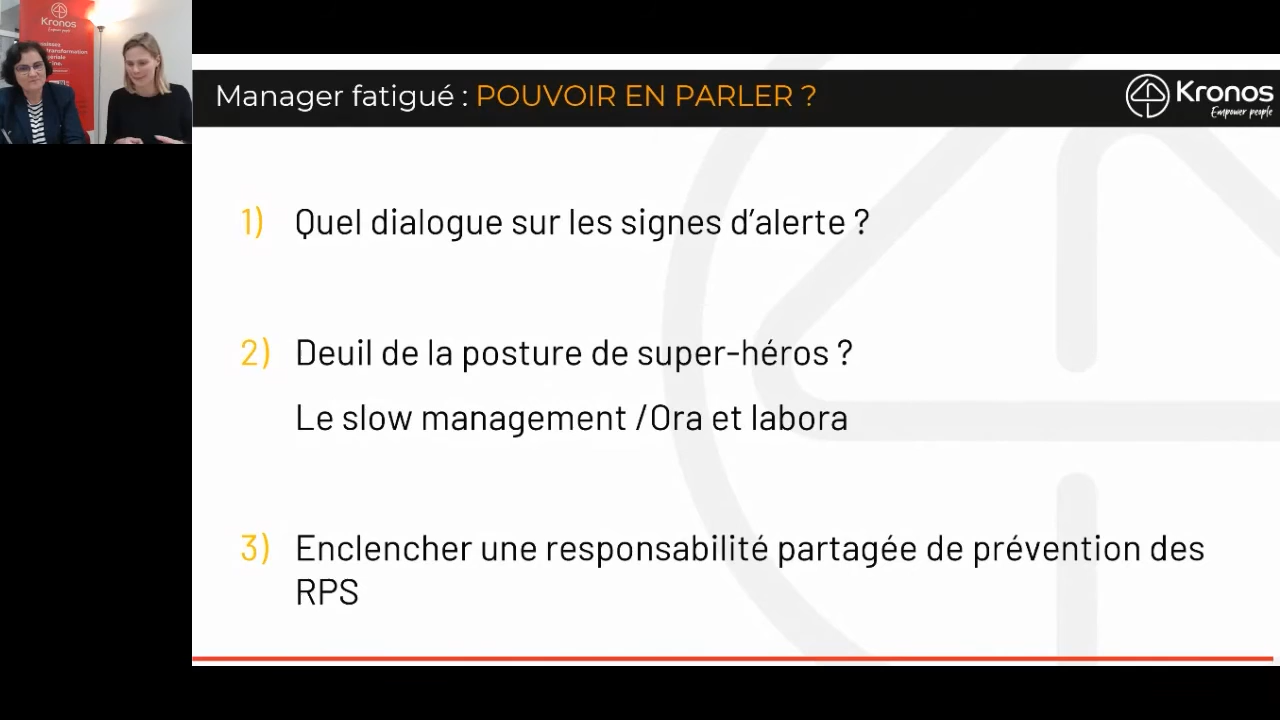 Kronos
Empower people
Manager fatigué : POUVOIR EN PARLER ?
Kronos
Empower people
1) Quel dialogue sur les signes d’alerte ?
2) Deuil de la posture de super-héros ?
Le slow management /Ora et labora
3) Enclencher une responsabilité partagée de prévention des
RPS